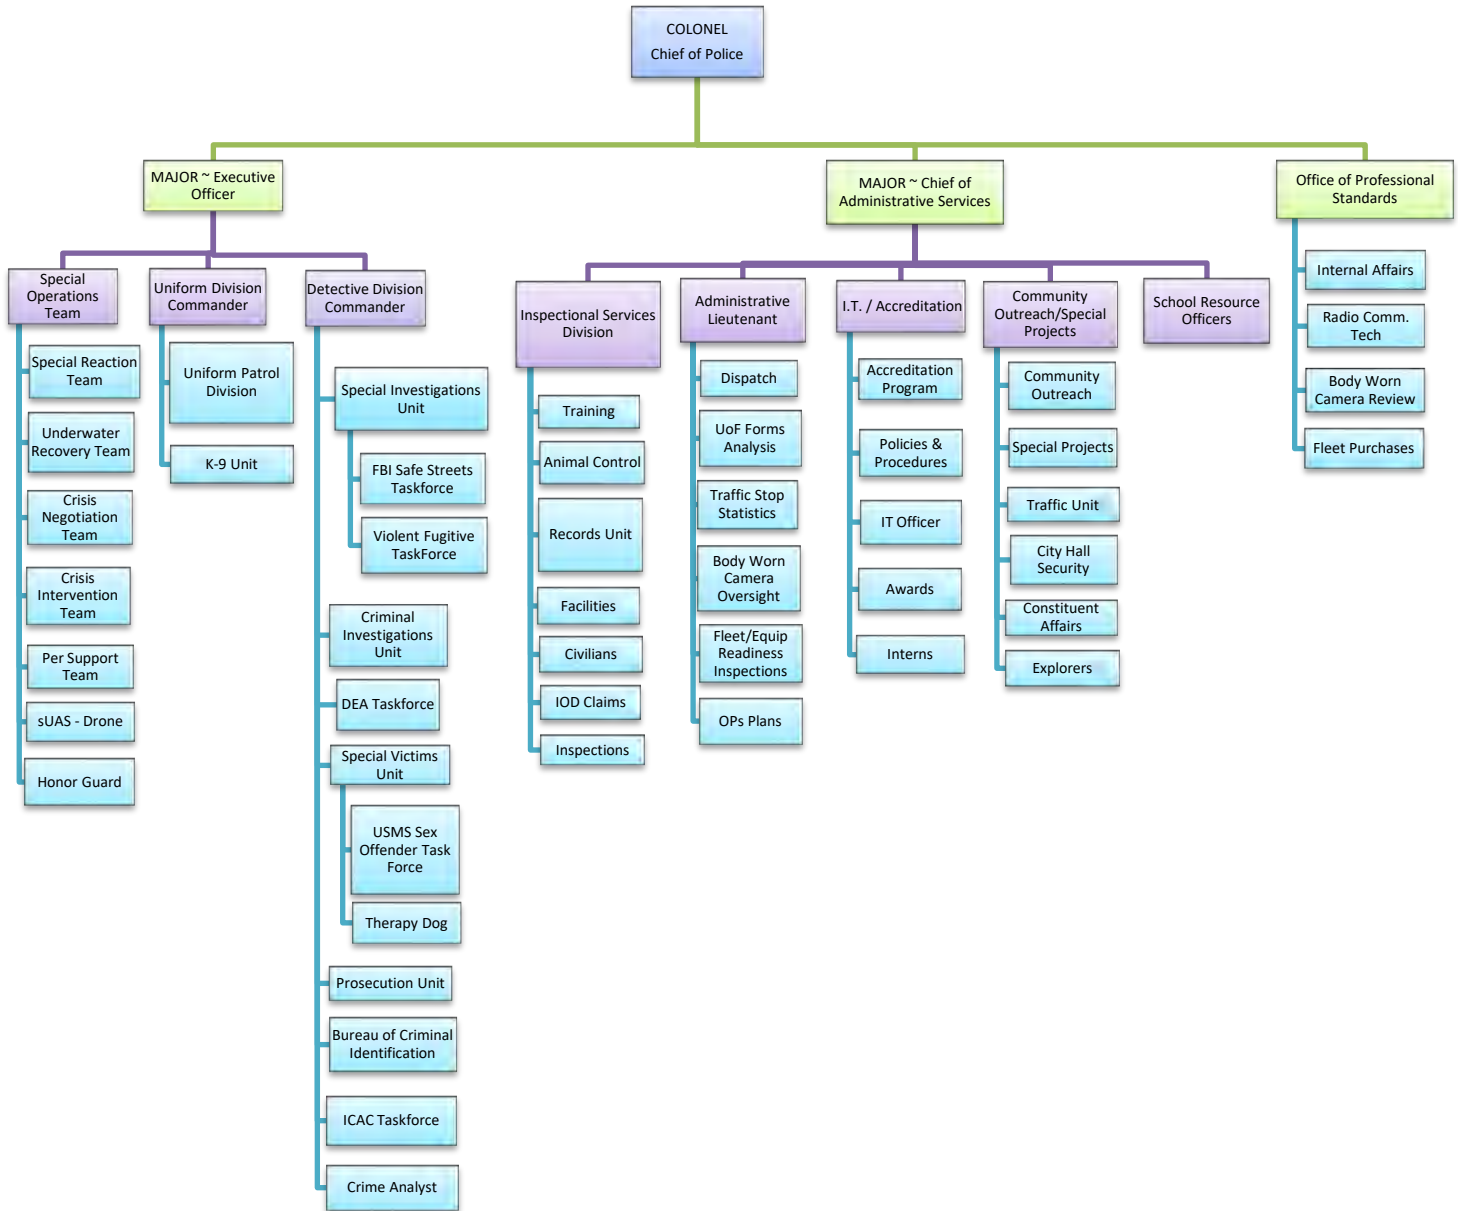 COLONEL
Chief of Police
MAJOR ~ Executive
Officer
MAJOR ~ Chief of
Administrative Services
Office of Professional
Standards
Special
Operations
Team
Special Reaction
Team
Underwater
Recovery Team
Crisis
Negotiation
Team
Crisis
Intervention
Team
Per Support
Team
sUAS - Drone
Honor Guard
Uniform Division
Commander
Uniform Patrol
Division
K-9 Unit
Detective Division
Commander
Special Investigations
Unit
FBI Safe Streets
Taskforce
Violent Fugitive
TaskForce
Criminal
Investigations
Unit
DEA Taskforce
Special Victims
Unit
USMS Sex
Offender Task
Force
Therapy Dog
Prosecution Unit
Bureau of Criminal
Identification
ICAC Taskforce
Crime Analyst
Inspectional Services
Division
Training
Animal Control
Records Unit
Facilities
Civilians
IOD Claims
Inspections
Administrative
Lieutenant
Dispatch
UoF Forms
Analysis
Traffic Stop
Statistics
Body Worn
Camera
Oversight
Fleet/Equip
Readiness
Inspections
OPs Plans
I.T. / Accreditation
Accreditation
Program
Policies &
Procedures
IT Officer
Awards
Interns
Community
Outreach/Special
Projects
Community
Outreach
Special Projects
Traffic Unit
City Hall
Security
Constituent
Affairs
Explorers
School Resource
Officers
Internal Affairs
Radio Comm.
Tech
Body Worn
Camera Review
Fleet Purchases